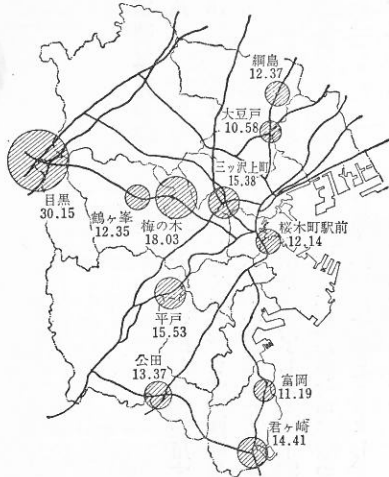 綱島
12.37
大豆戸
10.58
三ッ沢上町
15.38
目黒
30.15
鶴ヶ峯
12.35
梅の木
18.03
桜木町駅前
12.14
平戸
15.53
公田
13.37
富岡
11.19
君ヶ崎
14.41